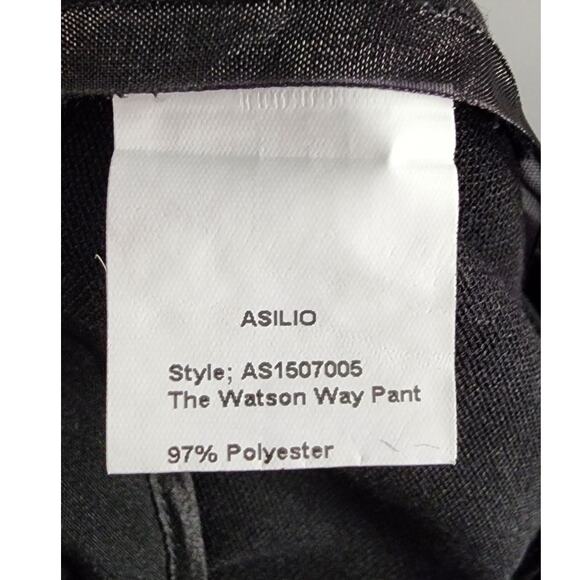 ASILIO
Style; AS1507005
The Watson Way Pant
97% Polyester